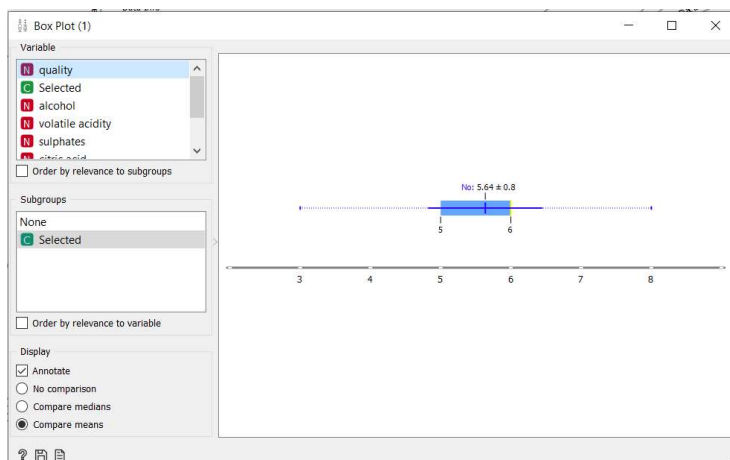 Box Plot (1)
Variable
N quality
C Selected
N alcohol
N volatile acidity
N sulphates
N citric acid
Order by relevance to subgroups
Subgroups
None
C Selected
Order by relevance to variable
Display
Annotate
No comparison
Compare medians
Compare means
No: 5.64 ± 0.8
5 6
3 4 5 6 7 8